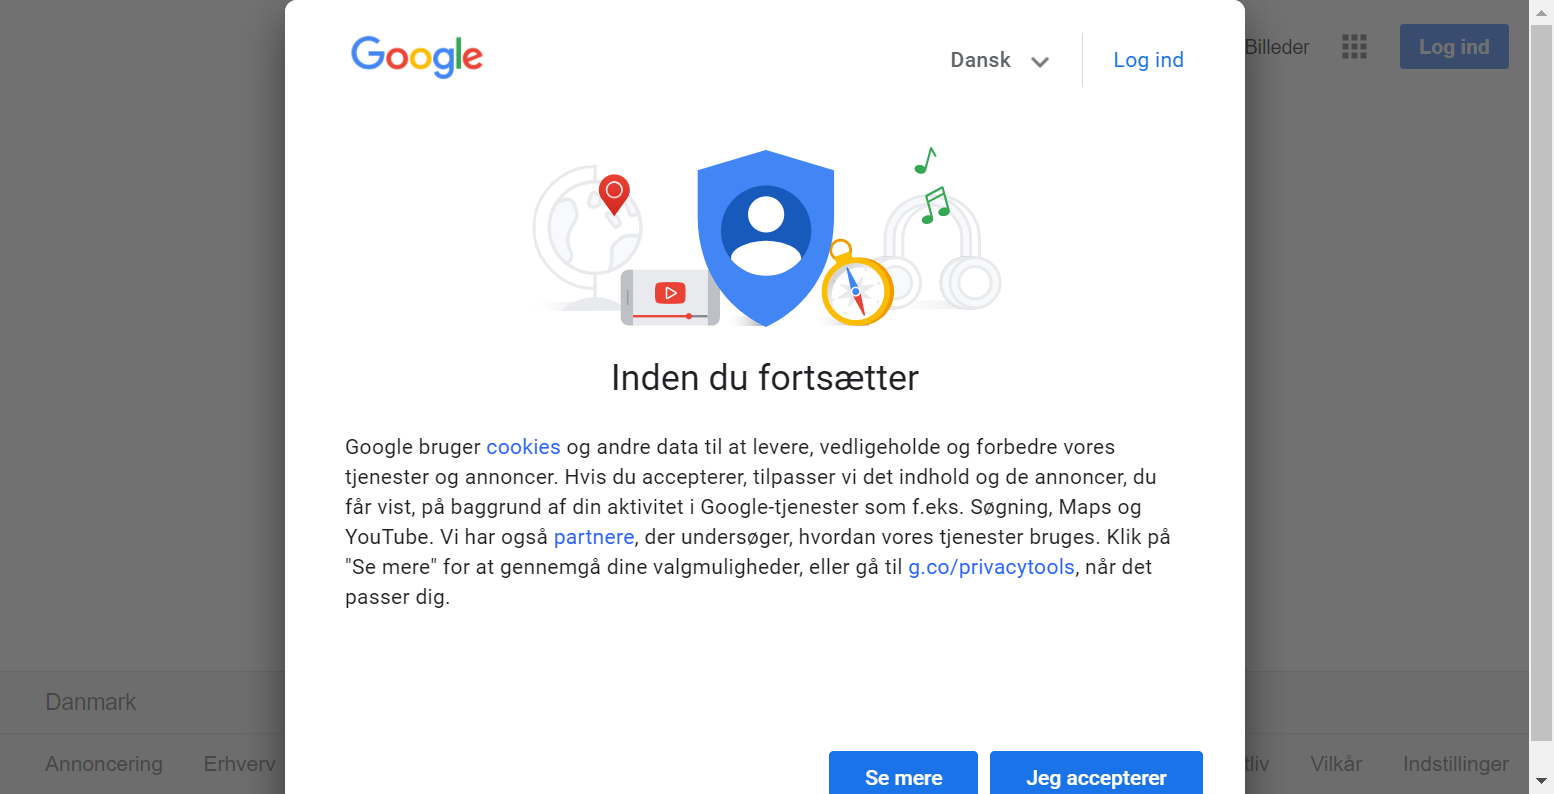 Google
Dansk
Log ind
Billeder
Log ind
Inden du fortsætter
Google bruger cookies og andre data til at levere, vedligeholde og forbedre vores
tjenester og annoncer. Hvis du accepterer, tilpasser vi det indhold og de annoncer, du
får vist, på baggrund af din aktivitet i Google-tjenester som f.eks. Søgning, Maps og
YouTube. Vi har også partnere, der undersøger, hvordan vores tjenester bruges. Klik på
"Se mere" for at gennemgå dine valgmuligheder, eller gå til g.co/privacytools, når det
passer dig.
Danmark
Se mere
Jeg accepterer
Annoncering
Erhverv
Vilkår
Indstillinger